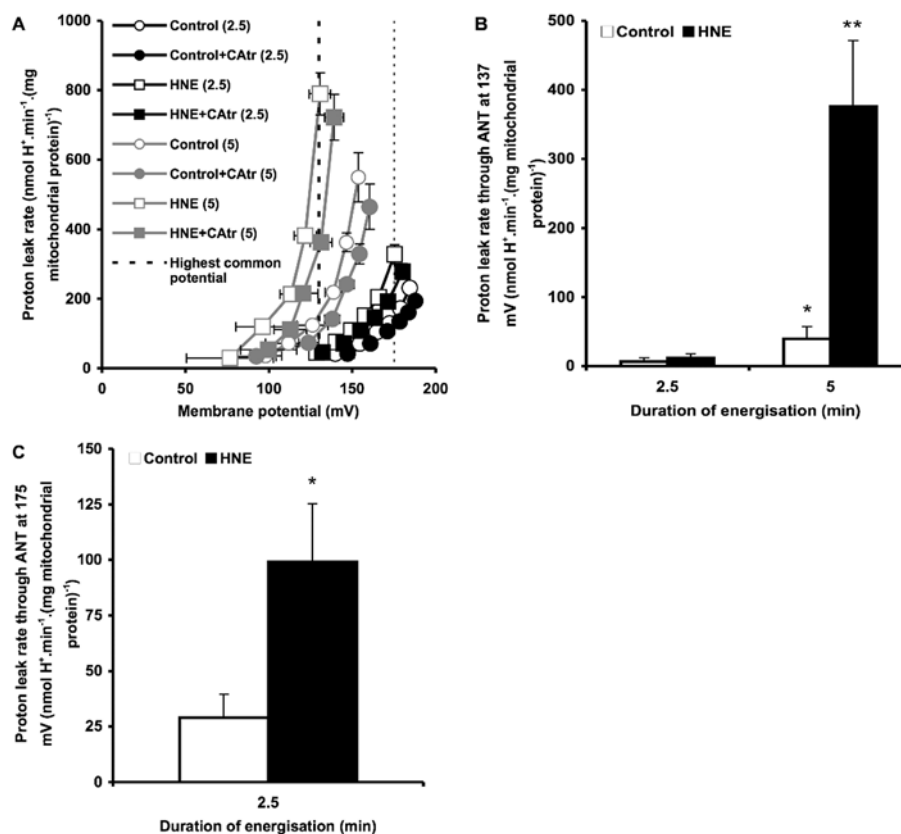 A
Proton leak rate (nmol H⁺.min⁻¹.(mg
mitochondrial protein)⁻¹)
1000
800
600
400
200
0
Control (2.5)
Control+CAtr (2.5)
HNE (2.5)
HNE+CAtr (2.5)
Control (5)
Control+CAtr (5)
HNE (5)
HNE+CAtr (5)
Highest common
potential
0 50 100 150 200
Membrane potential (mV)
B
Proton leak rate through ANT at 137
mV (nmol H⁺.min⁻¹.(mg mitochondrial
protein)⁻¹)
500
400
300
200
100
0
Control HNE
*
**
2.5 5
Duration of energisation (min)
C
Proton leak rate through ANT at 175
mV (nmol H⁺.min⁻¹.(mg mitochondrial
protein)⁻¹)
150
125
100
75
50
25
0
Control HNE
*
2.5
Duration of energisation (min)